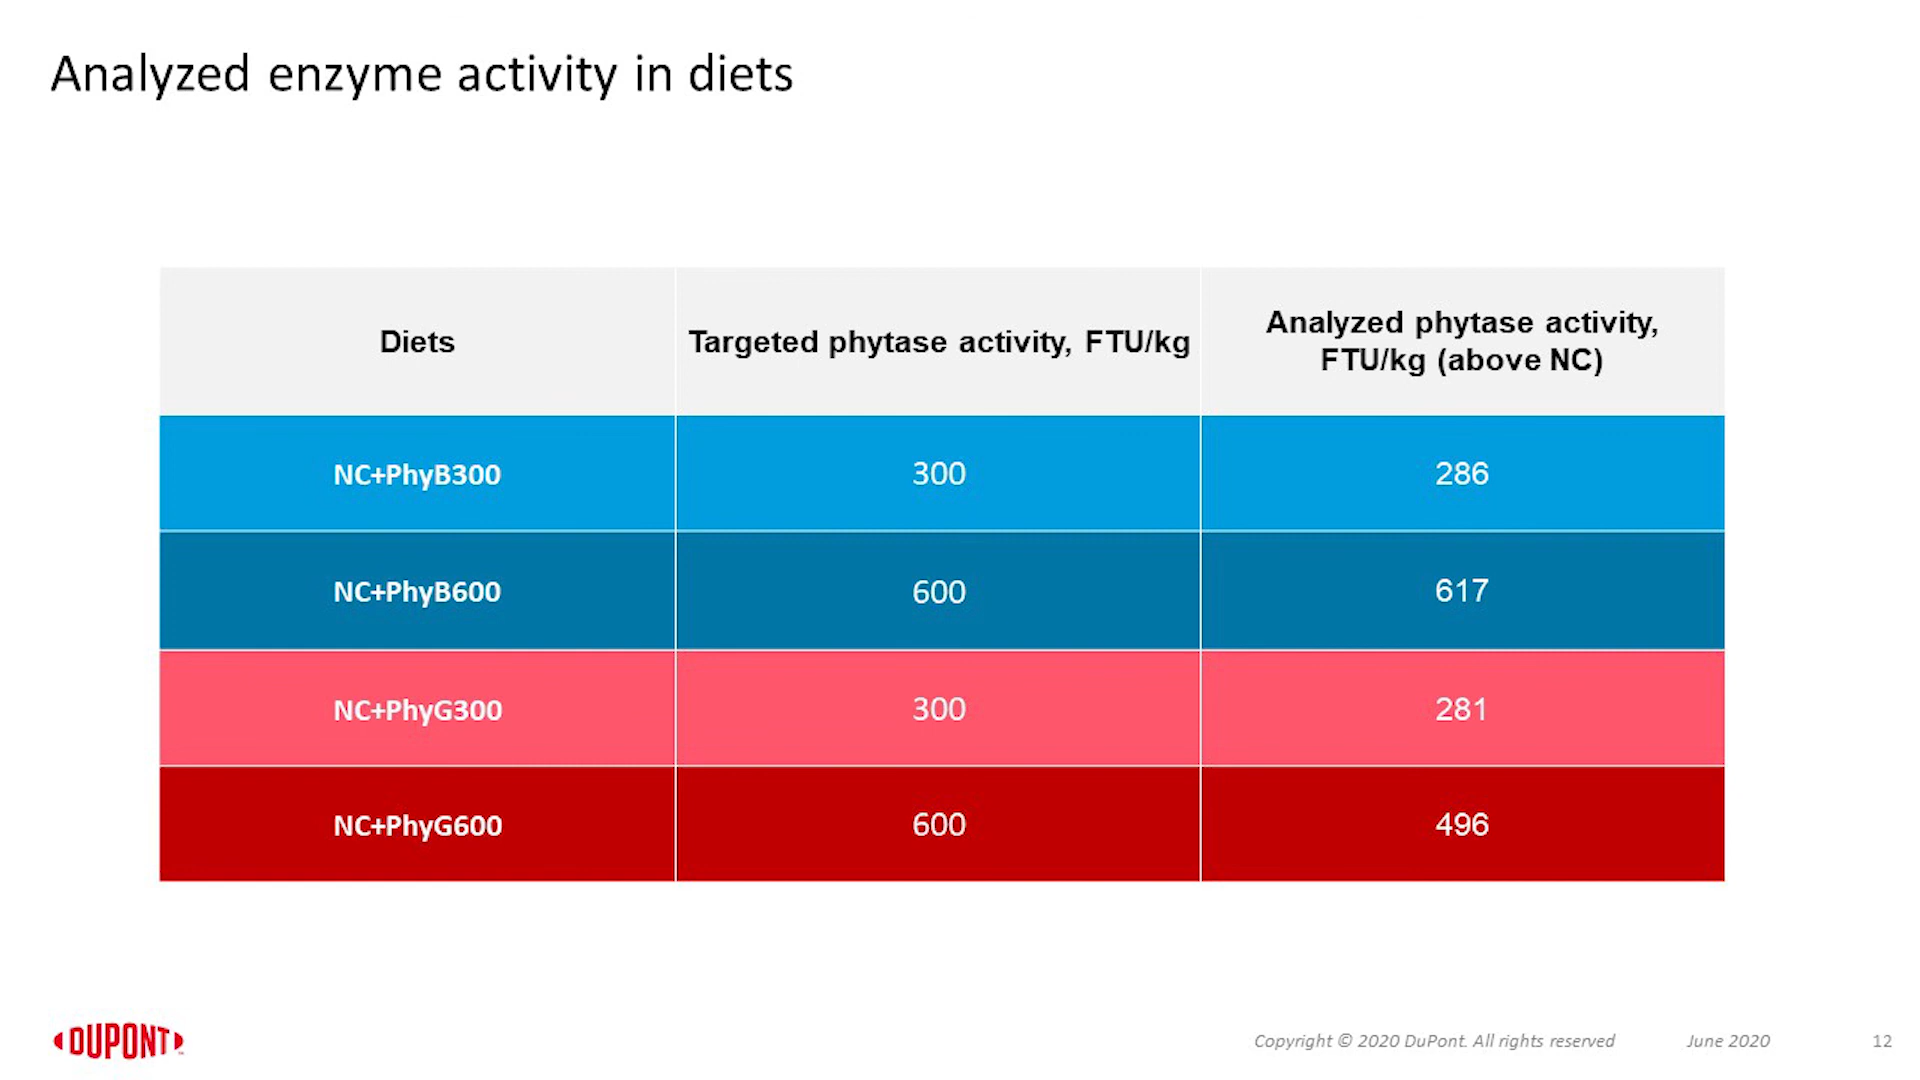 Analyzed enzyme activity in diets
Diets
Targeted phytase activity, FTU/kg
Analyzed phytase activity,
FTU/kg (above NC)
NC+PhyB300
300
286
NC+PhyB600
600
617
NC+PhyG300
300
281
NC+PhyG600
600
496
DUPONT
Copyright © 2020 DuPont. All rights reserved
June 2020
12